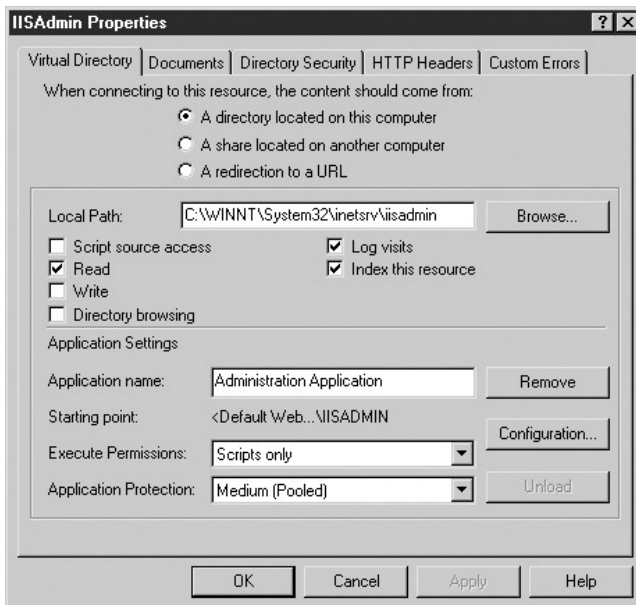 IISAdmin Properties
Virtual Directory Documents Directory Security HTTP Headers Custom Errors
When connecting to this resource, the content should come from:
A directory located on this computer
A share located on another computer
A redirection to a URL
Local Path: C:\WINNT\System32\inetsrv\iisadmin Browse...
Script source access Log visits
Read Index this resource
Write
Directory browsing
Application Settings
Application name: Administration Application Remove
Starting point: <Default Web...\IISADMIN
Configuration...
Execute Permissions: Scripts only
Application Protection: Medium (Pooled) Unload
OK Cancel Apply Help